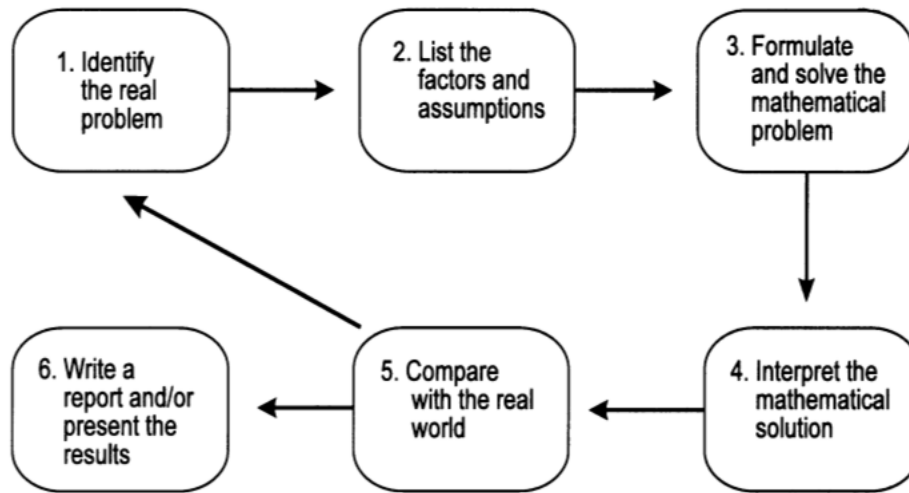 1. Identify
the real
problem
2. List the
factors and
assumptions
3. Formulate
and solve the
mathematical
problem
6. Write a
report and/or
present the
results
5. Compare
with the real
world
4. Interpret the
mathematical
solution